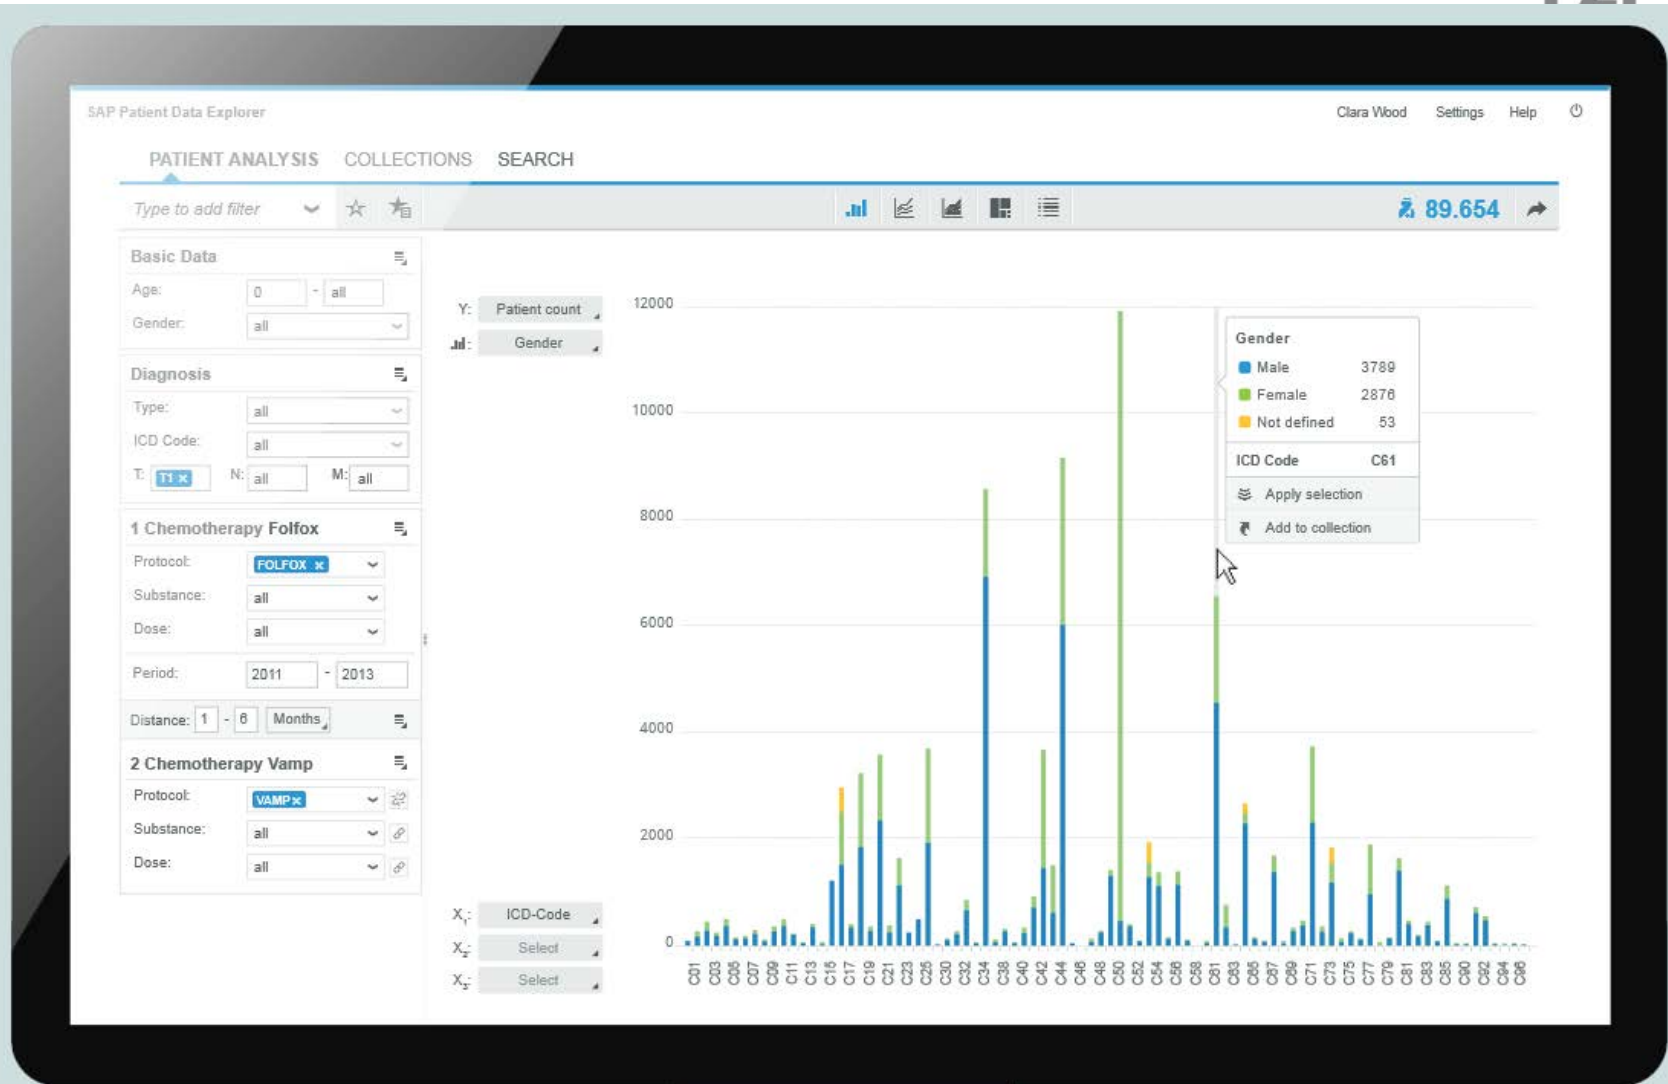 SAP Patient Data Explorer
Clara Wood Settings Help
PATIENT ANALYSIS COLLECTIONS SEARCH
Type to add filter
89.654
Basic Data
Age: 0 - all
Gender: all
Diagnosis
Type: all
ICD Code: all
T: T1 x N: all M: all
1 Chemotherapy Folfox
Protocol: FOLFOX x
Substance: all
Dose: all
Period: 2011 - 2013
Distance: 1 - 6 Months
2 Chemotherapy Vamp
Protocol: VAMP x
Substance: all
Dose: all
Y: Patient count
: Gender
X1: ICD-Code
X2: Select
X3: Select
12000
10000
8000
6000
4000
2000
0
Gender
Male 3789
Female 2876
Not defined 53
ICD Code C61
Apply selection
Add to collection
C01 C03 C05 C07 C09 C11 C13 C15 C17 C19 C21 C23 C25 C30 C32 C34 C38 C40 C42 C44 C46 C48 C50 C52 C54 C56 C58 C61 C63 C65 C67 C69 C71 C73 C75 C77 C79 C81 C83 C85 C90 C92 C94 C96